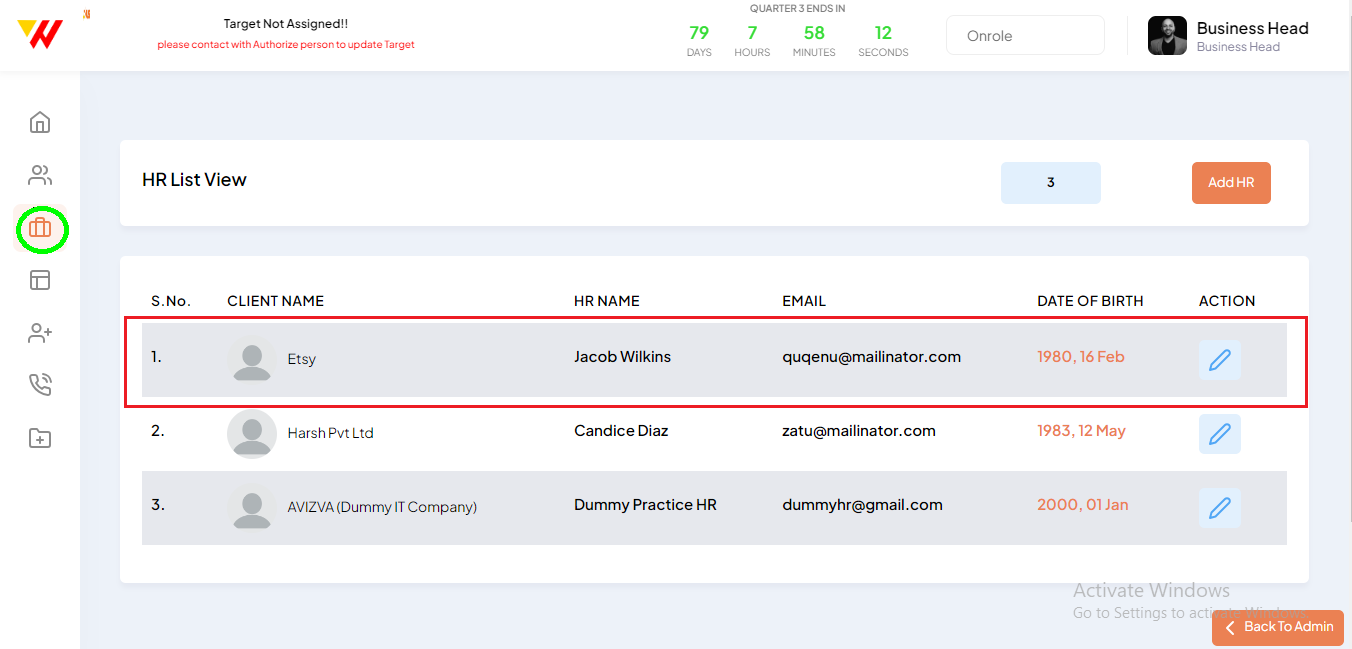 Target Not Assigned!!
please contact with Authorize person to update Target
QUARTER 3 ENDS IN
79 7 58 12
DAYS HOURS MINUTES SECONDS
Onrole
Business Head
Business Head
HR List View
3
Add HR
S.No. CLIENT NAME HR NAME EMAIL DATE OF BIRTH ACTION
1. Etsy Jacob Wilkins quqenu@mailinator.com 1980, 16 Feb
2. Harsh Pvt Ltd Candice Diaz zatu@mailinator.com 1983, 12 May
3. AVIZVA (Dummy IT Company) Dummy Practice HR dummyhr@gmail.com 2000, 01 Jan
Activate Windows
Go to Settings to activate Windows.
Back To Admin